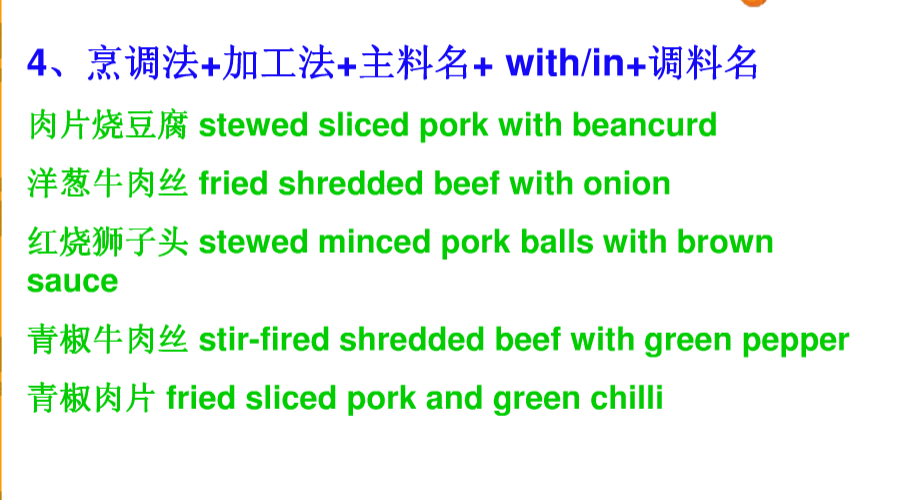 4、烹调法+加工法+主料名+ with/in+调料名
肉片烧豆腐 stewed sliced pork with beancurd
洋葱牛肉丝 fried shredded beef with onion
红烧狮子头 stewed minced pork balls with brown
sauce
青椒牛肉丝 stir-fired shredded beef with green pepper
青椒肉片 fried sliced pork and green chilli